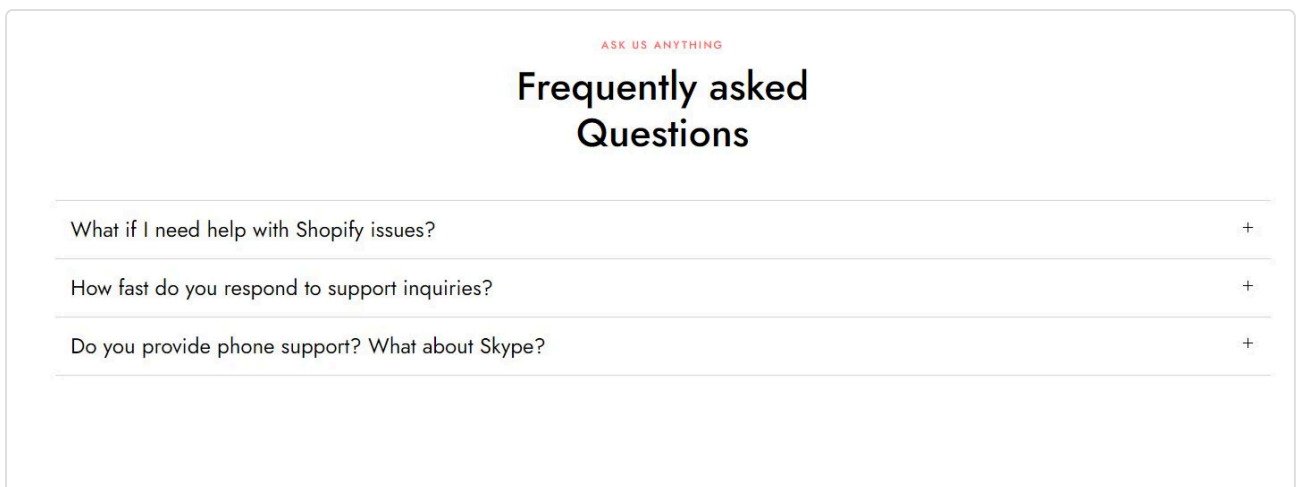 ASK US ANYTHING
Frequently asked
Questions
What if I need help with Shopify issues?
+
How fast do you respond to support inquiries?
+
Do you provide phone support? What about Skype?
+